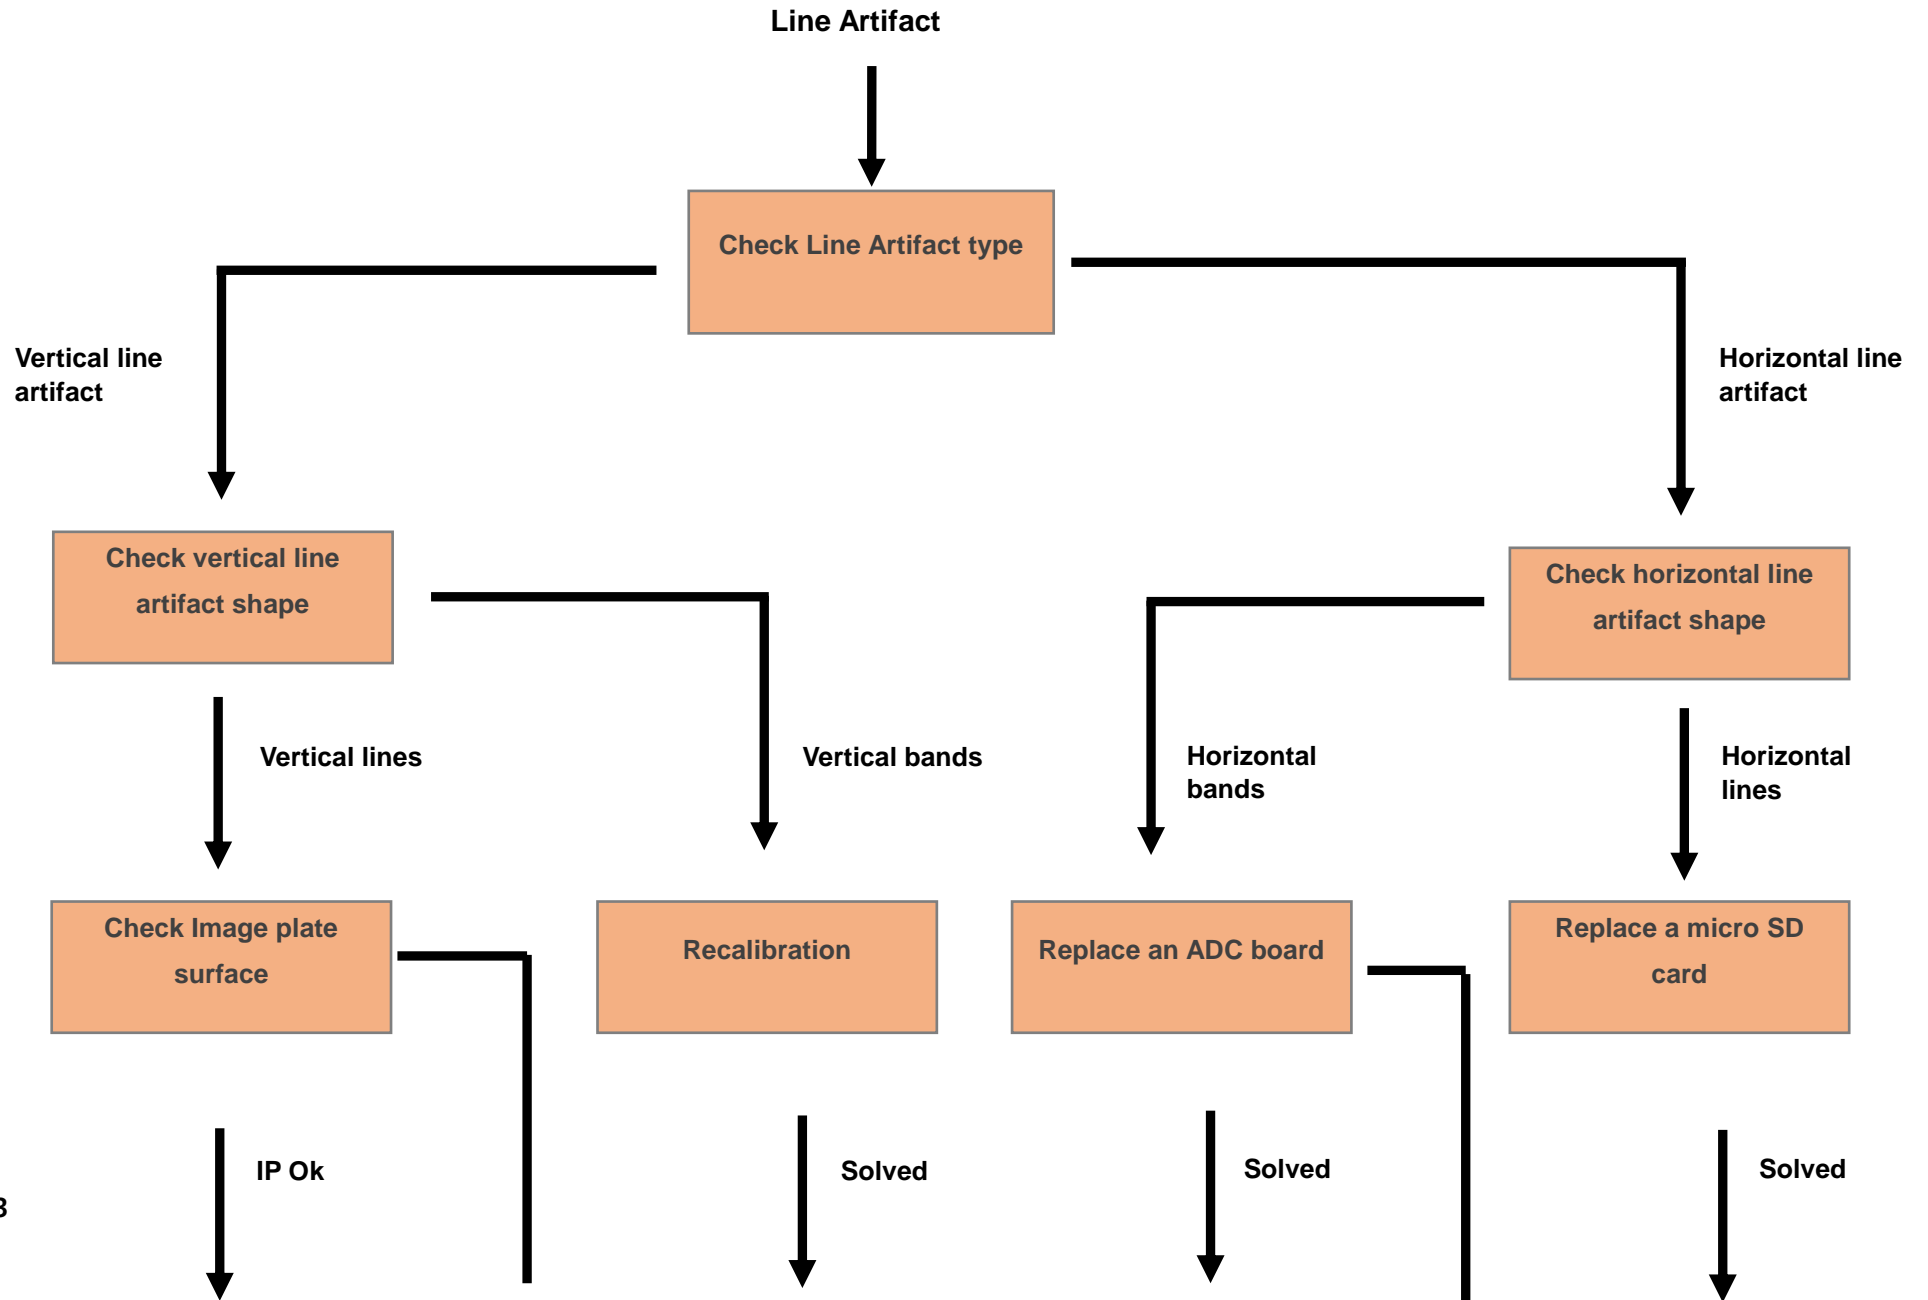 Line Artifact
Check Line Artifact type
Vertical line
artifact
Horizontal line
artifact
Check vertical line
artifact shape
Check horizontal line
artifact shape
Vertical lines
Vertical bands
Horizontal
bands
Horizontal
lines
Check Image plate
surface
Recalibration
Replace an ADC board
Replace a micro SD
card
IP Ok
Solved
Solved
Solved